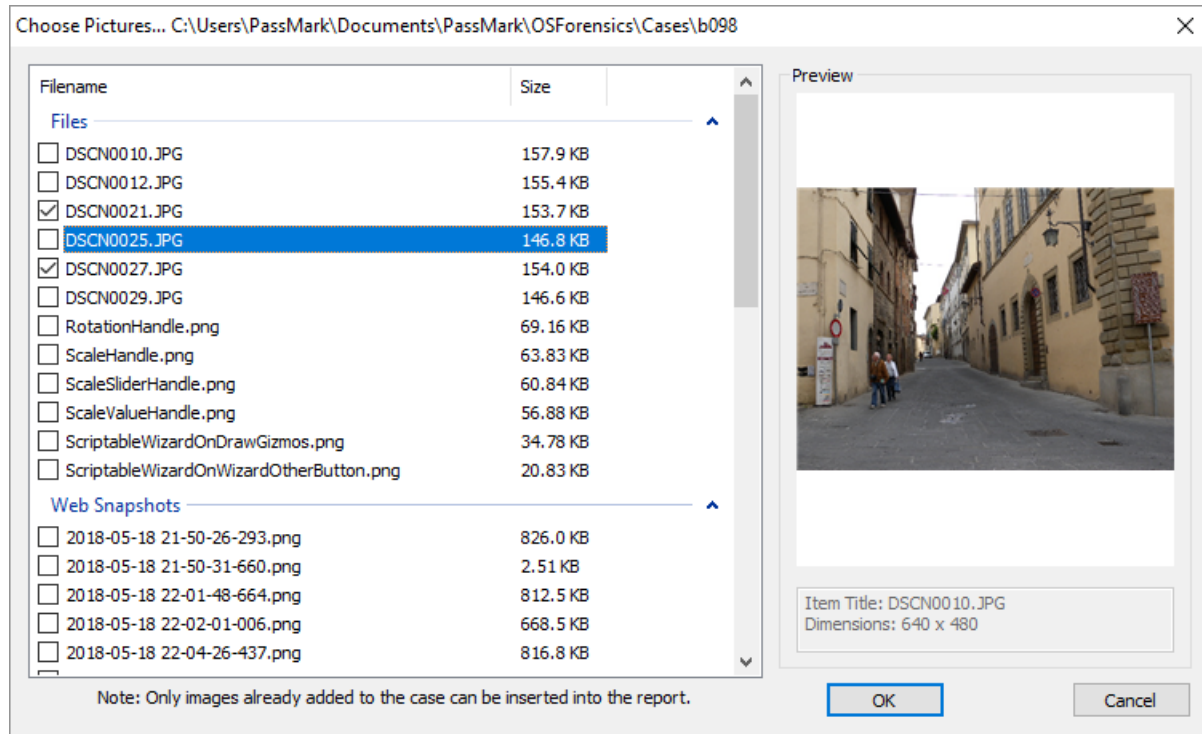 Choose Pictures... C:\Users\PassMark\Documents\PassMark\OSForensics\Cases\b098
Filename Size
Files
DSCN0010.JPG 157.9 KB
DSCN0012.JPG 155.4 KB
DSCN0021.JPG 153.7 KB
DSCN0025.JPG 146.8 KB
DSCN0027.JPG 154.0 KB
DSCN0029.JPG 146.6 KB
RotationHandle.png 69.16 KB
ScaleHandle.png 63.83 KB
ScaleSliderHandle.png 60.84 KB
ScaleValueHandle.png 56.88 KB
ScriptableWizardOnDrawGizmos.png 34.78 KB
ScriptableWizardOnWizardOtherButton.png 20.83 KB
Web Snapshots
2018-05-18 21-50-26-293.png 826.0 KB
2018-05-18 21-50-31-660.png 2.51 KB
2018-05-18 22-01-48-664.png 812.5 KB
2018-05-18 22-02-01-006.png 668.5 KB
2018-05-18 22-04-26-437.png 816.8 KB
Note: Only images already added to the case can be inserted into the report.
Preview
Item Title: DSCN0010.JPG
Dimensions: 640 x 480
OK Cancel